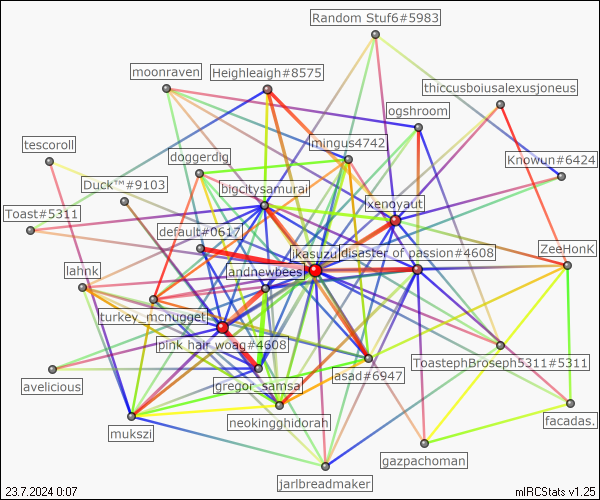 Random Stuf6#5983
moonraven
Heighleaigh#8575
thiccusboiusalexusjoneus
ogshroom
tescoroll
mingus4742
doggerdig
Knowun#6424
Duck™#9103
bigcitysamurai
Toast#5311
xenoyaut
default#0617
ikasuzu
disaster of passion#4608
ZeeHonK
lahnk
andnewbees
turkey_mcnugget
pink hair woag#4608
ToastephBroseph5311#5311
avelicious
gregor_samsa
asad#6947
mukszi
neokingghidorah
facadas.
gazpachoman
jarlbreadmaker
23.7.2024 0:07
mIRCStats v1.25